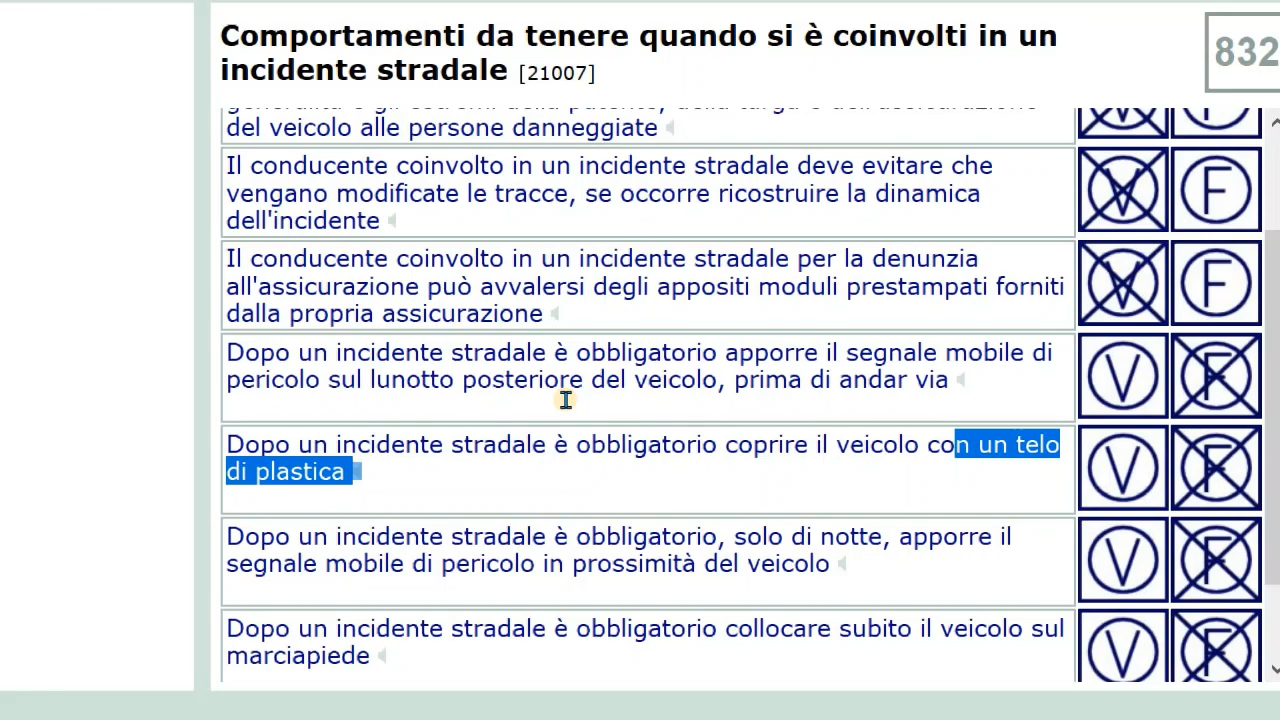 Comportamenti da tenere quando si è coinvolti in un
incidente stradale [21007]
832
del veicolo alle persone danneggiate
V F
Il conducente coinvolto in un incidente stradale deve evitare che
vengano modificate le tracce, se occorre ricostruire la dinamica
dell'incidente
V F
Il conducente coinvolto in un incidente stradale per la denunzia
all'assicurazione può avvalersi degli appositi moduli prestampati forniti
dalla propria assicurazione
V F
Dopo un incidente stradale è obbligatorio apporre il segnale mobile di
pericolo sul lunotto posteriore del veicolo, prima di andar via
V F
Dopo un incidente stradale è obbligatorio coprire il veicolo con un telo
di plastica
V F
Dopo un incidente stradale è obbligatorio, solo di notte, apporre il
segnale mobile di pericolo in prossimità del veicolo
V F
Dopo un incidente stradale è obbligatorio collocare subito il veicolo sul
marciapiede
V F